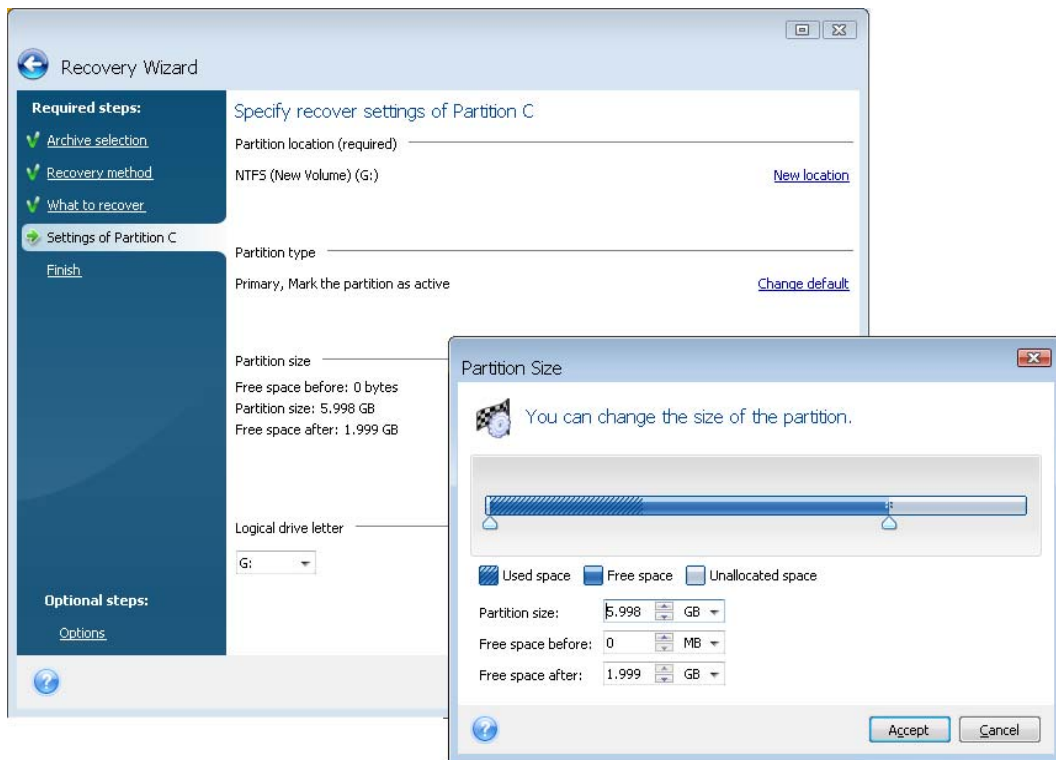 Recovery Wizard
Required steps:
Archive selection
Recovery method
What to recover
Settings of Partition C
Finish
Optional steps:
Options
Specify recover settings of Partition C
Partition location (required)
NTFS (New Volume) (G:)
New location
Partition type
Primary, Mark the partition as active
Change default
Partition size
Free space before: 0 bytes
Partition size: 5.998 GB
Free space after: 1.999 GB
Logical drive letter
G:
Partition Size
You can change the size of the partition.
Used space Free space Unallocated space
Partition size: 5.998 GB
Free space before: 0 MB
Free space after: 1.999 GB
Accept Cancel